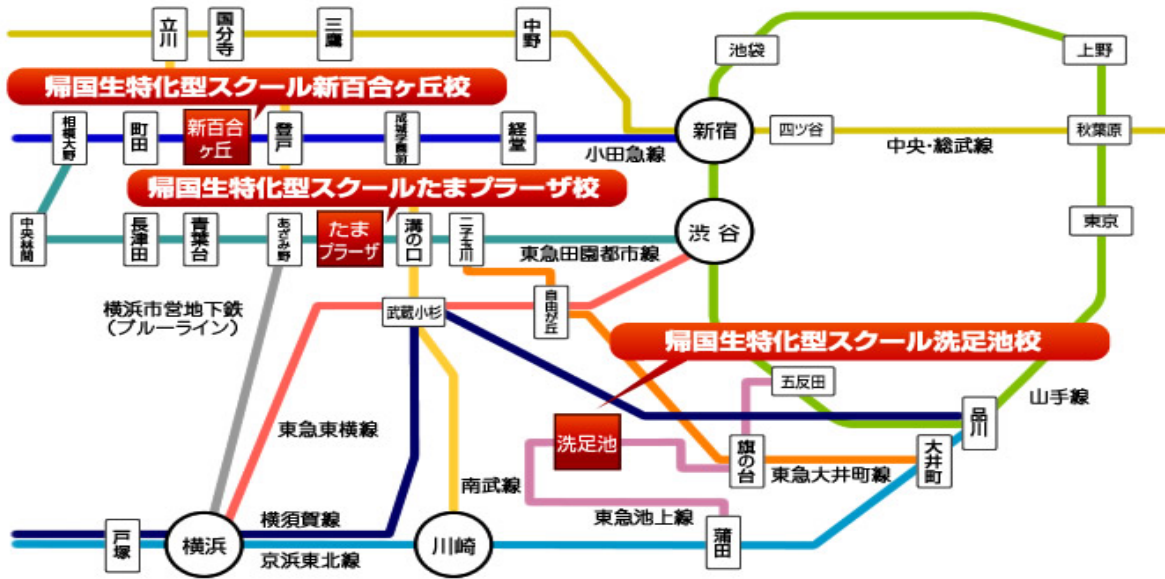 立川
国分寺
三鷹
中野
池袋
上野
帰国生特化型スクール新百合ヶ丘校
相模大野
町田
新百合
ヶ丘
登戸
成城学園前
経堂
小田急線
新宿
四ツ谷
中央・総武線
秋葉原
帰国生特化型スクールたまプラーザ校
中央林間
長津田
青葉台
あざみ野
たま
プラーザ
溝の口
二子玉川
東急田園都市線
渋谷
東京
横浜市営地下鉄
(ブルーライン)
武蔵小杉
自由が丘
帰国生特化型スクール洗足池校
五反田
山手線
品川
東急東横線
洗足池
旗の台
大井町
東急大井町線
南武線
東急池上線
蒲田
横須賀線
戸塚
横浜
京浜東北線
川崎